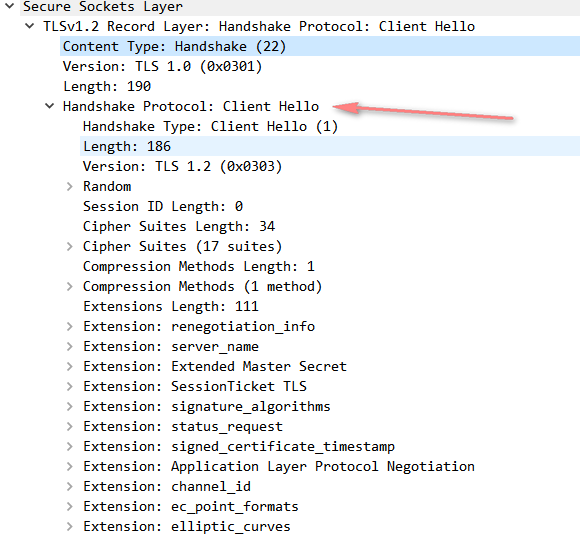 Secure Sockets Layer
TLSv1.2 Record Layer: Handshake Protocol: Client Hello
Content Type: Handshake (22)
Version: TLS 1.0 (0x0301)
Length: 190
Handshake Protocol: Client Hello
Handshake Type: Client Hello (1)
Length: 186
Version: TLS 1.2 (0x0303)
Random
Session ID Length: 0
Cipher Suites Length: 34
Cipher Suites (17 suites)
Compression Methods Length: 1
Compression Methods (1 method)
Extensions Length: 111
Extension: renegotiation_info
Extension: server_name
Extension: Extended Master Secret
Extension: SessionTicket TLS
Extension: signature_algorithms
Extension: status_request
Extension: signed_certificate_timestamp
Extension: Application Layer Protocol Negotiation
Extension: channel_id
Extension: ec_point_formats
Extension: elliptic_curves